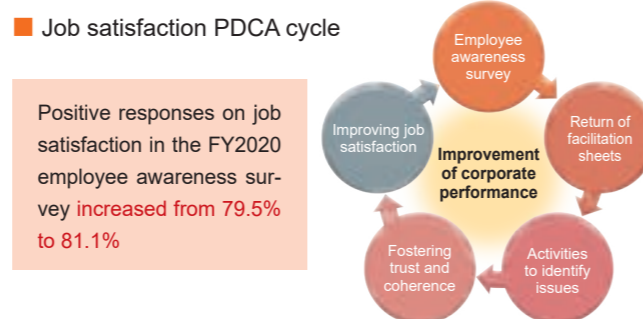 Job satisfaction PDCA cycle
Positive responses on job
satisfaction in the FY2020
employee awareness sur-
vey increased from 79.5%
to 81.1%
Employee
awareness
survey
Return of
facilitation
sheets
Activities
to identify
issues
Fostering
trust and
coherence
Improving job
satisfaction
Improvement
of corporate
performance